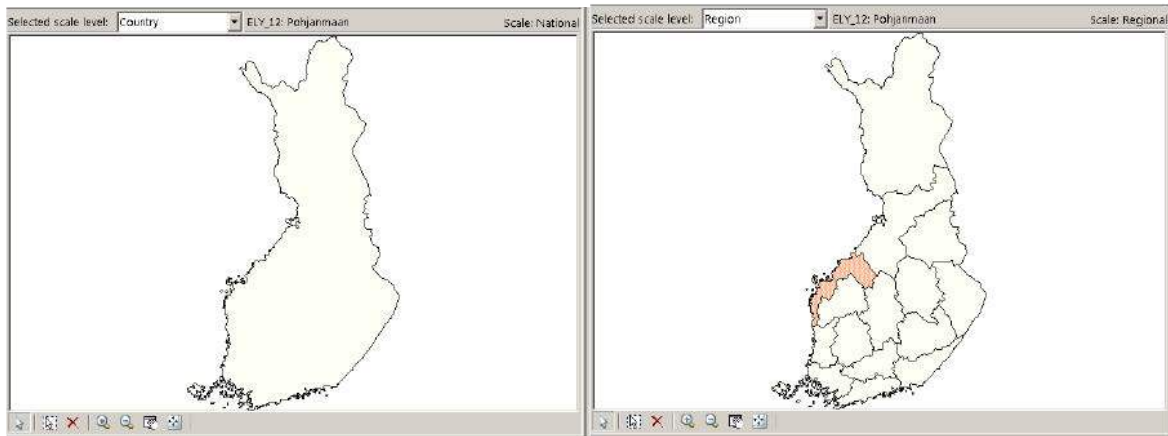 Selected scale level: Country ELY_12: Pohjanmaan Scale: National
Selected scale level: Region ELY_12: Pohjanmaan Scale: Regional